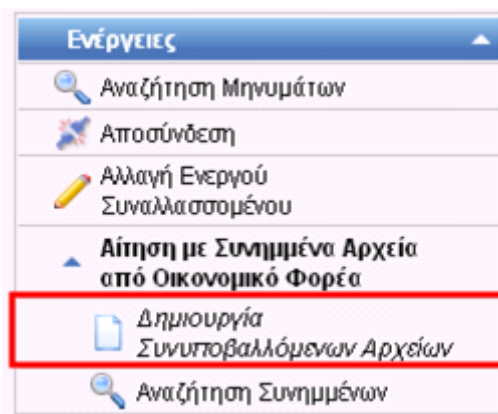 Ενέργειες
Αναζήτηση Μηνυμάτων
Αποσύνδεση
Αλλαγή Ενεργού
Συναλλασσομένου
Αίτηση με Συνημμένα Αρχεία
από Οικονομικό Φορέα
Δημιουργία
Συνυποβαλλόμενων Αρχείων
Αναζήτηση Συνημμένων